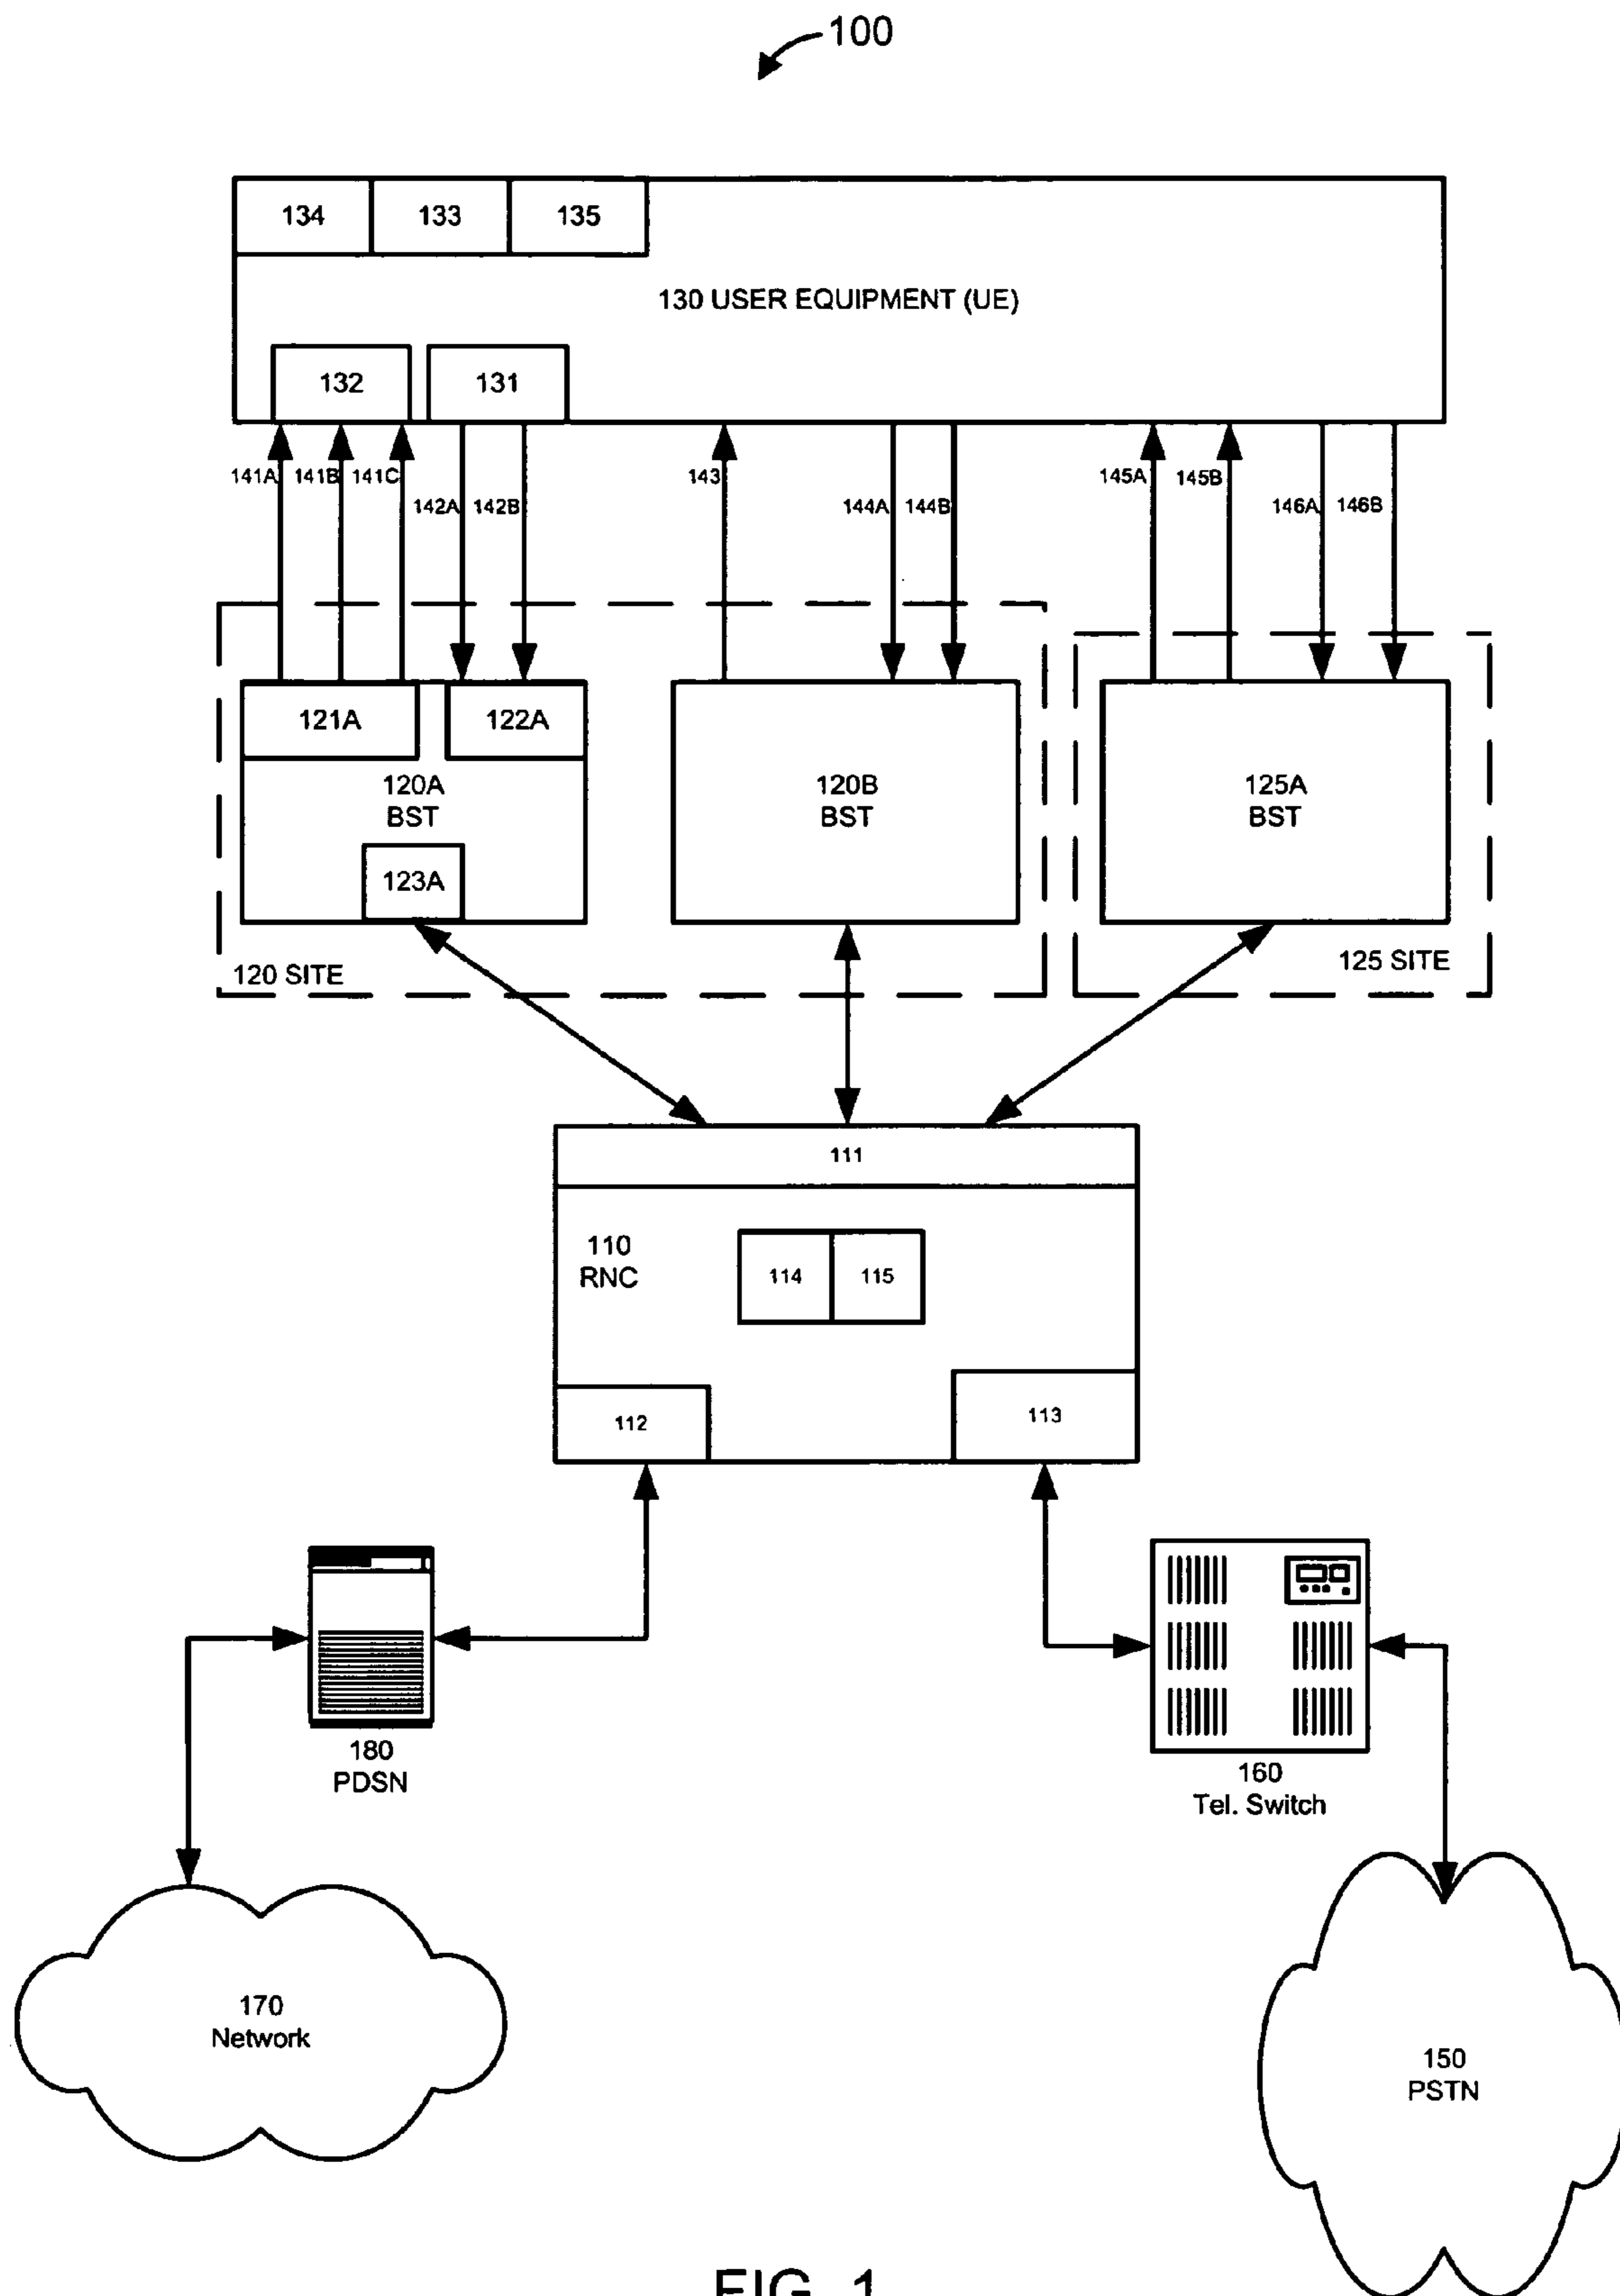 100
134 133 135
130 USER EQUIPMENT (UE)
132 131
141A 141B 141C 143 145A 145B
142A 142B 144A 144B 146A 146B
121A 122A
120A
BST
120B
BST
125A
BST
123A
120 SITE
125 SITE
111
110
RNC
114 115
112 113
180
PDSN
160
Tel. Switch
170
Network
150
PSTN
FIG. 1